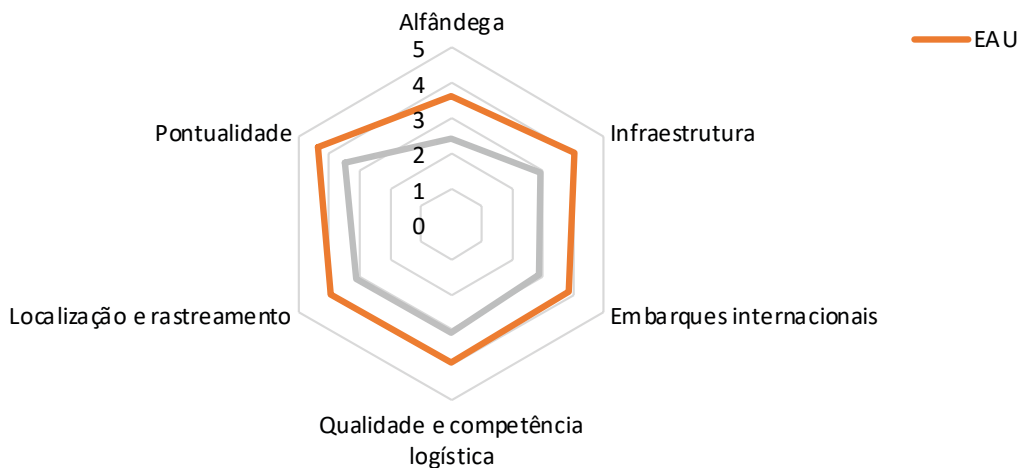 Alfândega
EAU
5
4
3
2
1
0
Pontualidade
Infraestrutura
Localização e rastreamento
Embarques internacionais
Qualidade e competência
logística